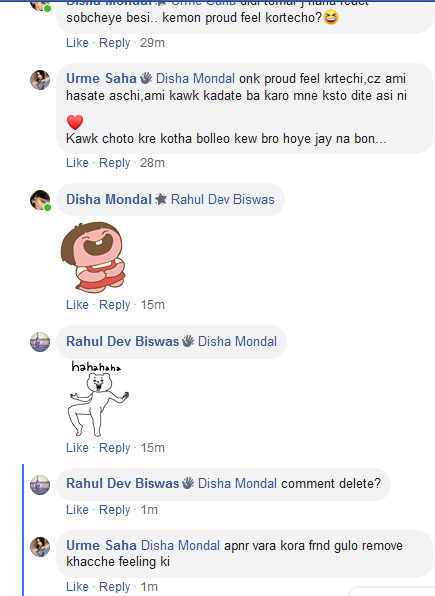 Disha Mondal Urme Saha didi tomar j haha react
sobcheye besi.. kemon proud feel kortecho?😆
Like · Reply · 29m
Urme Saha Disha Mondal onk proud feel krtechi,cz ami
hasate aschi,ami kawk kadate ba karo mne ksto dite asi ni
❤️
Kawk choto kre kotha bolleo kew bro hoye jay na bon...
Like · Reply · 28m
Disha Mondal Rahul Dev Biswas
Like · Reply · 15m
Rahul Dev Biswas Disha Mondal
hahahaha
Like · Reply · 15m
Rahul Dev Biswas Disha Mondal comment delete?
Like · Reply · 1m
Urme Saha Disha Mondal apnr vara kora frnd gulo remove
khacche feeling ki
Like · Reply · 1m